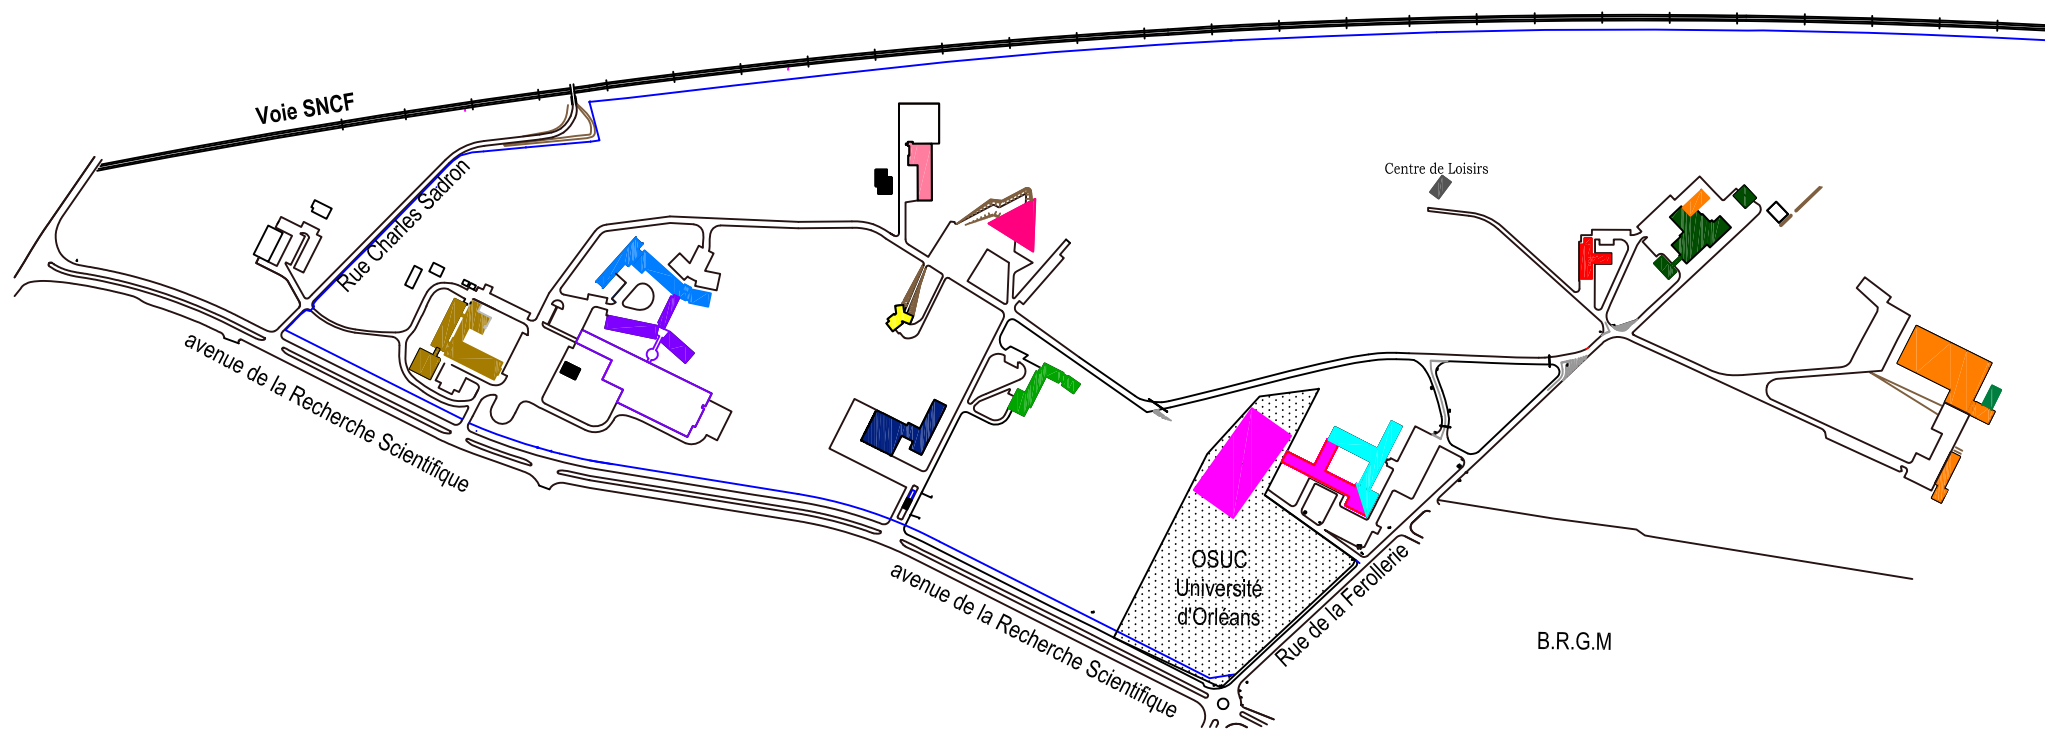 Voie SNCF
Centre de Loisirs
Rue Charles Sadron
avenue de la Recherche Scientifique
avenue de la Recherche Scientifique
OSUC
Université
d'Orléans
Rue de la Ferollerie
B.R.G.M